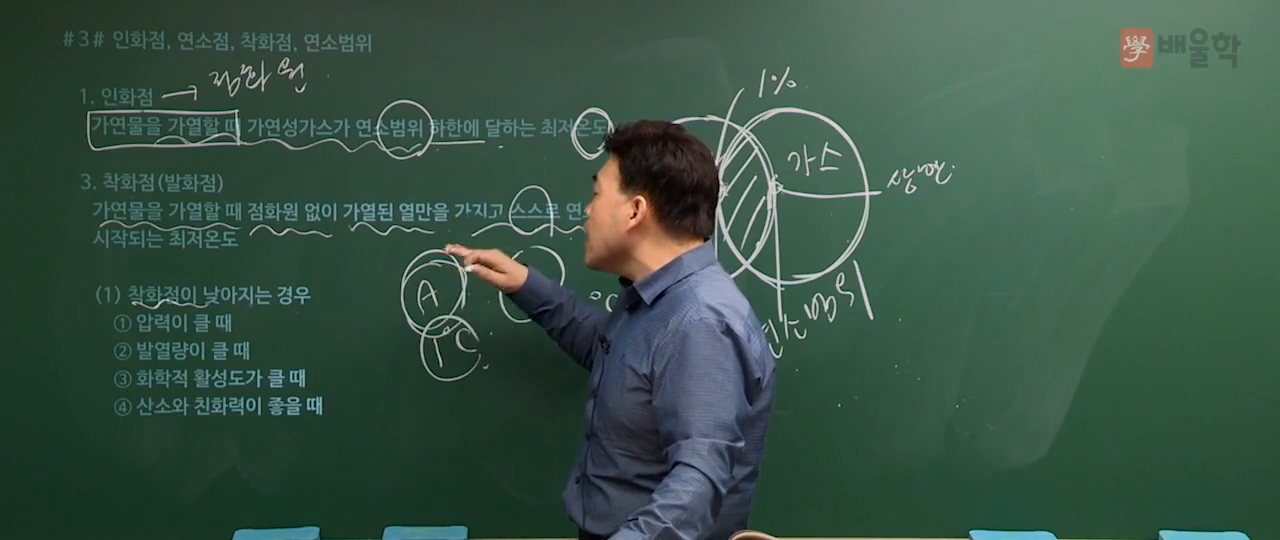 #3# 인화점, 연소점, 착화점, 연소범위
學 배울학
1. 인화점 → 점화원
1%
가연물을 가열할 때 가연성가스가 연소범위 하한에 달하는 최저온도
가스
상한
3. 착화점(발화점)
가연물을 가열할 때 점화원 없이 가열된 열만을 가지고 스스로 연소
시작되는 최저온도
A
1℃
℃
연소범위
(1) 착화점이 낮아지는 경우
① 압력이 클 때
② 발열량이 클 때
③ 화학적 활성도가 클 때
④ 산소와 친화력이 좋을 때